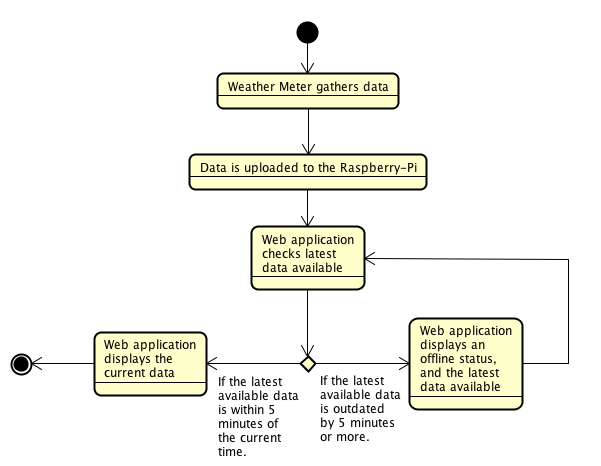 Weather Meter gathers data
Data is uploaded to the Raspberry-Pi
Web application
checks latest
data available
Web application
displays the
current data
Web application
displays an
offline status,
and the latest
data available
If the latest
available data
is within 5
minutes of
the current
time.
If the latest
available data
is outdated
by 5 minutes
or more.